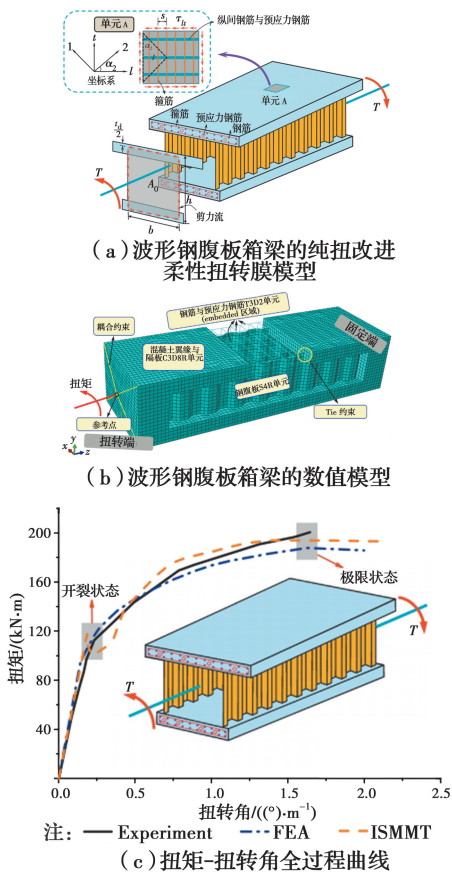 单元 A
纵向钢筋与预应力钢筋
s
τlt
1
t
2
α2
l
坐标系
α2
箍筋
单元 A
T
箍筋
预应力钢筋
钢筋
td/2
T
A0
h
剪力流
b
(a) 波形钢腹板箱梁的纯扭改进
柔性扭转膜模型
钢筋与预应力钢筋T3D2单元
(embedded 区域)
耦合约束
固定端
混凝土翼缘与
隔板C3D8R单元
扭矩
钢腹板S4R单元
参考点
Tie 约束
扭转端
y
x
z
(b) 波形钢腹板箱梁的数值模型
200
160
120
80
40
扭矩/(kN·m)
开裂状态
极限状态
T
T
0.0 0.5 1.0 1.5 2.0 2.5
扭转角/((°)·m⁻¹)
注: Experiment FEA ISMMT
(c) 扭矩-扭转角全过程曲线